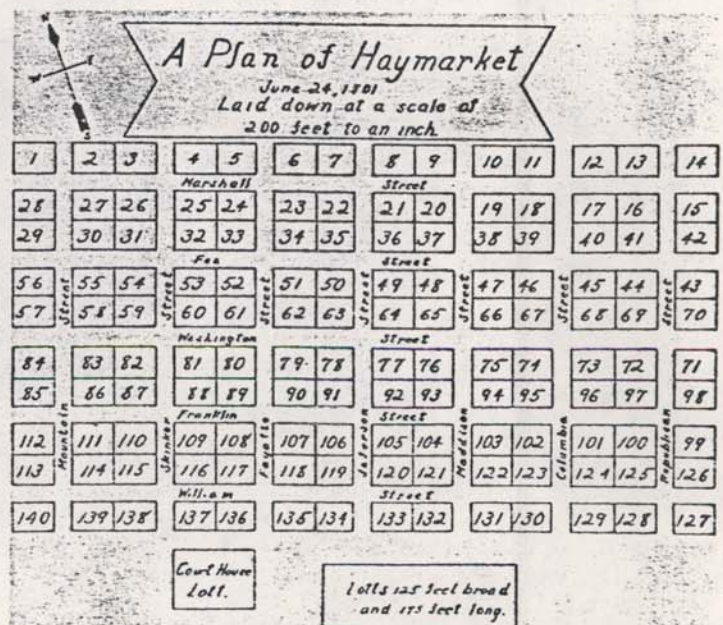 N
W
S
A Plan of Haymarket
June 24, 1801
Laid down at a scale of
200 feet to an inch
1 2 3 4 5 6 7 8 9 10 11 12 13 14
Marshall Street
28 27 26 25 24 23 22 21 20 19 18 17 16 15
29 30 31 32 33 34 35 36 37 38 39 40 41 42
Street
56 55 54 53 52 51 50 49 48 47 46 45 44 43
57 58 59 60 61 62 63 64 65 66 67 68 69 70
Washington Street
84 83 82 81 80 79 78 77 76 75 74 73 72 71
85 86 87 88 89 90 91 92 93 94 95 96 97 98
Franklin Street
112 111 110 109 108 107 106 105 104 103 102 101 100 99
113 114 115 116 117 118 119 120 121 122 123 124 125 126
William Street
140 139 138 137 136 135 134 133 132 131 130 129 128 127
Mountain Street
Skinker Street
Fayette Street
Jeferson Street
Maddison Street
Columbia Street
Republican Street
Court House
Lott.
Lotts 125 feet broad
and 175 feet long.